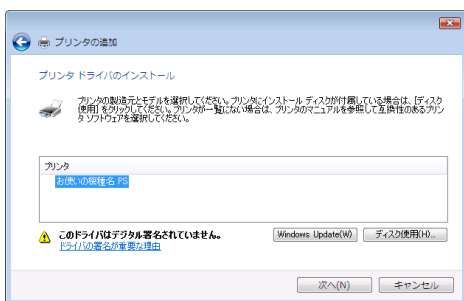 プリンタの追加
プリンタ ドライバのインストール
プリンタの製造元とモデルを選択してください。プリンタにインストール ディスクが付属している場合は、[ディスク
使用] をクリックしてください。プリンタが一覧にない場合は、プリンタのマニュアルを参照して互換性のあるプリン
タ ソフトウェアを選択してください。
プリンタ
お使いの機種名 PS
このドライバはデジタル署名されていません。
ドライバの署名が重要な理由
Windows Update(W)
ディスク使用(H)...
次へ(N)
キャンセル